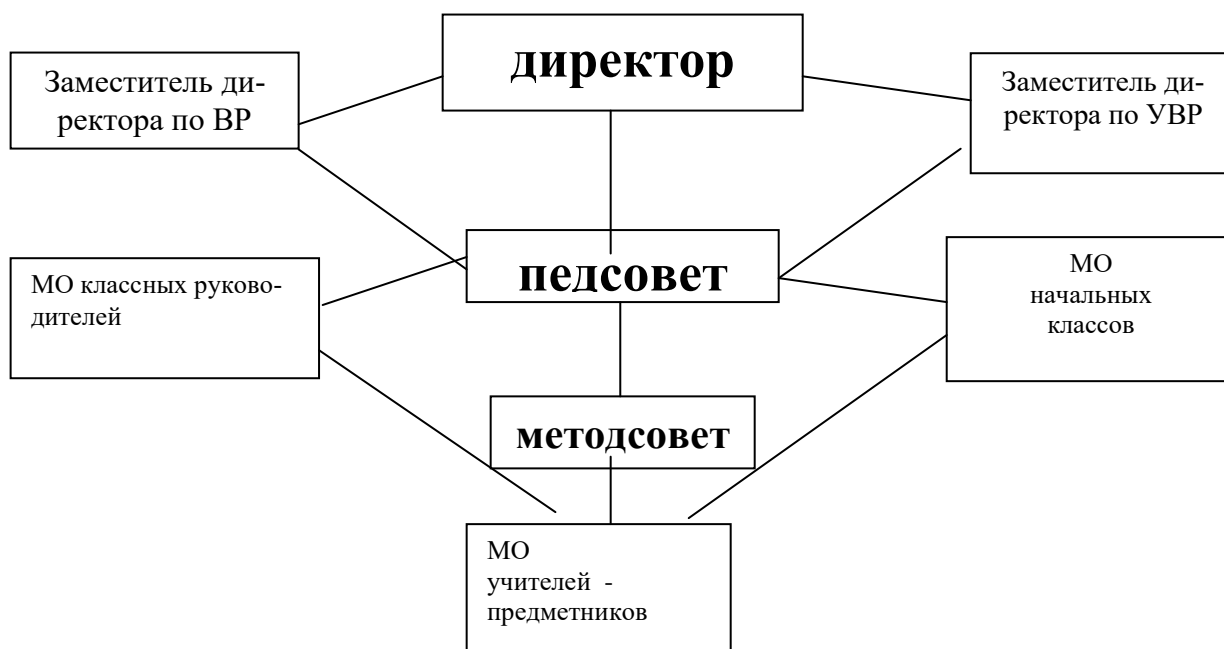 директор
Заместитель ди-
ректора по ВР
Заместитель ди-
ректора по УВР
педсовет
МО классных руково-
дителей
МО
начальных
классов
методсовет
МО
учителей -
предметников